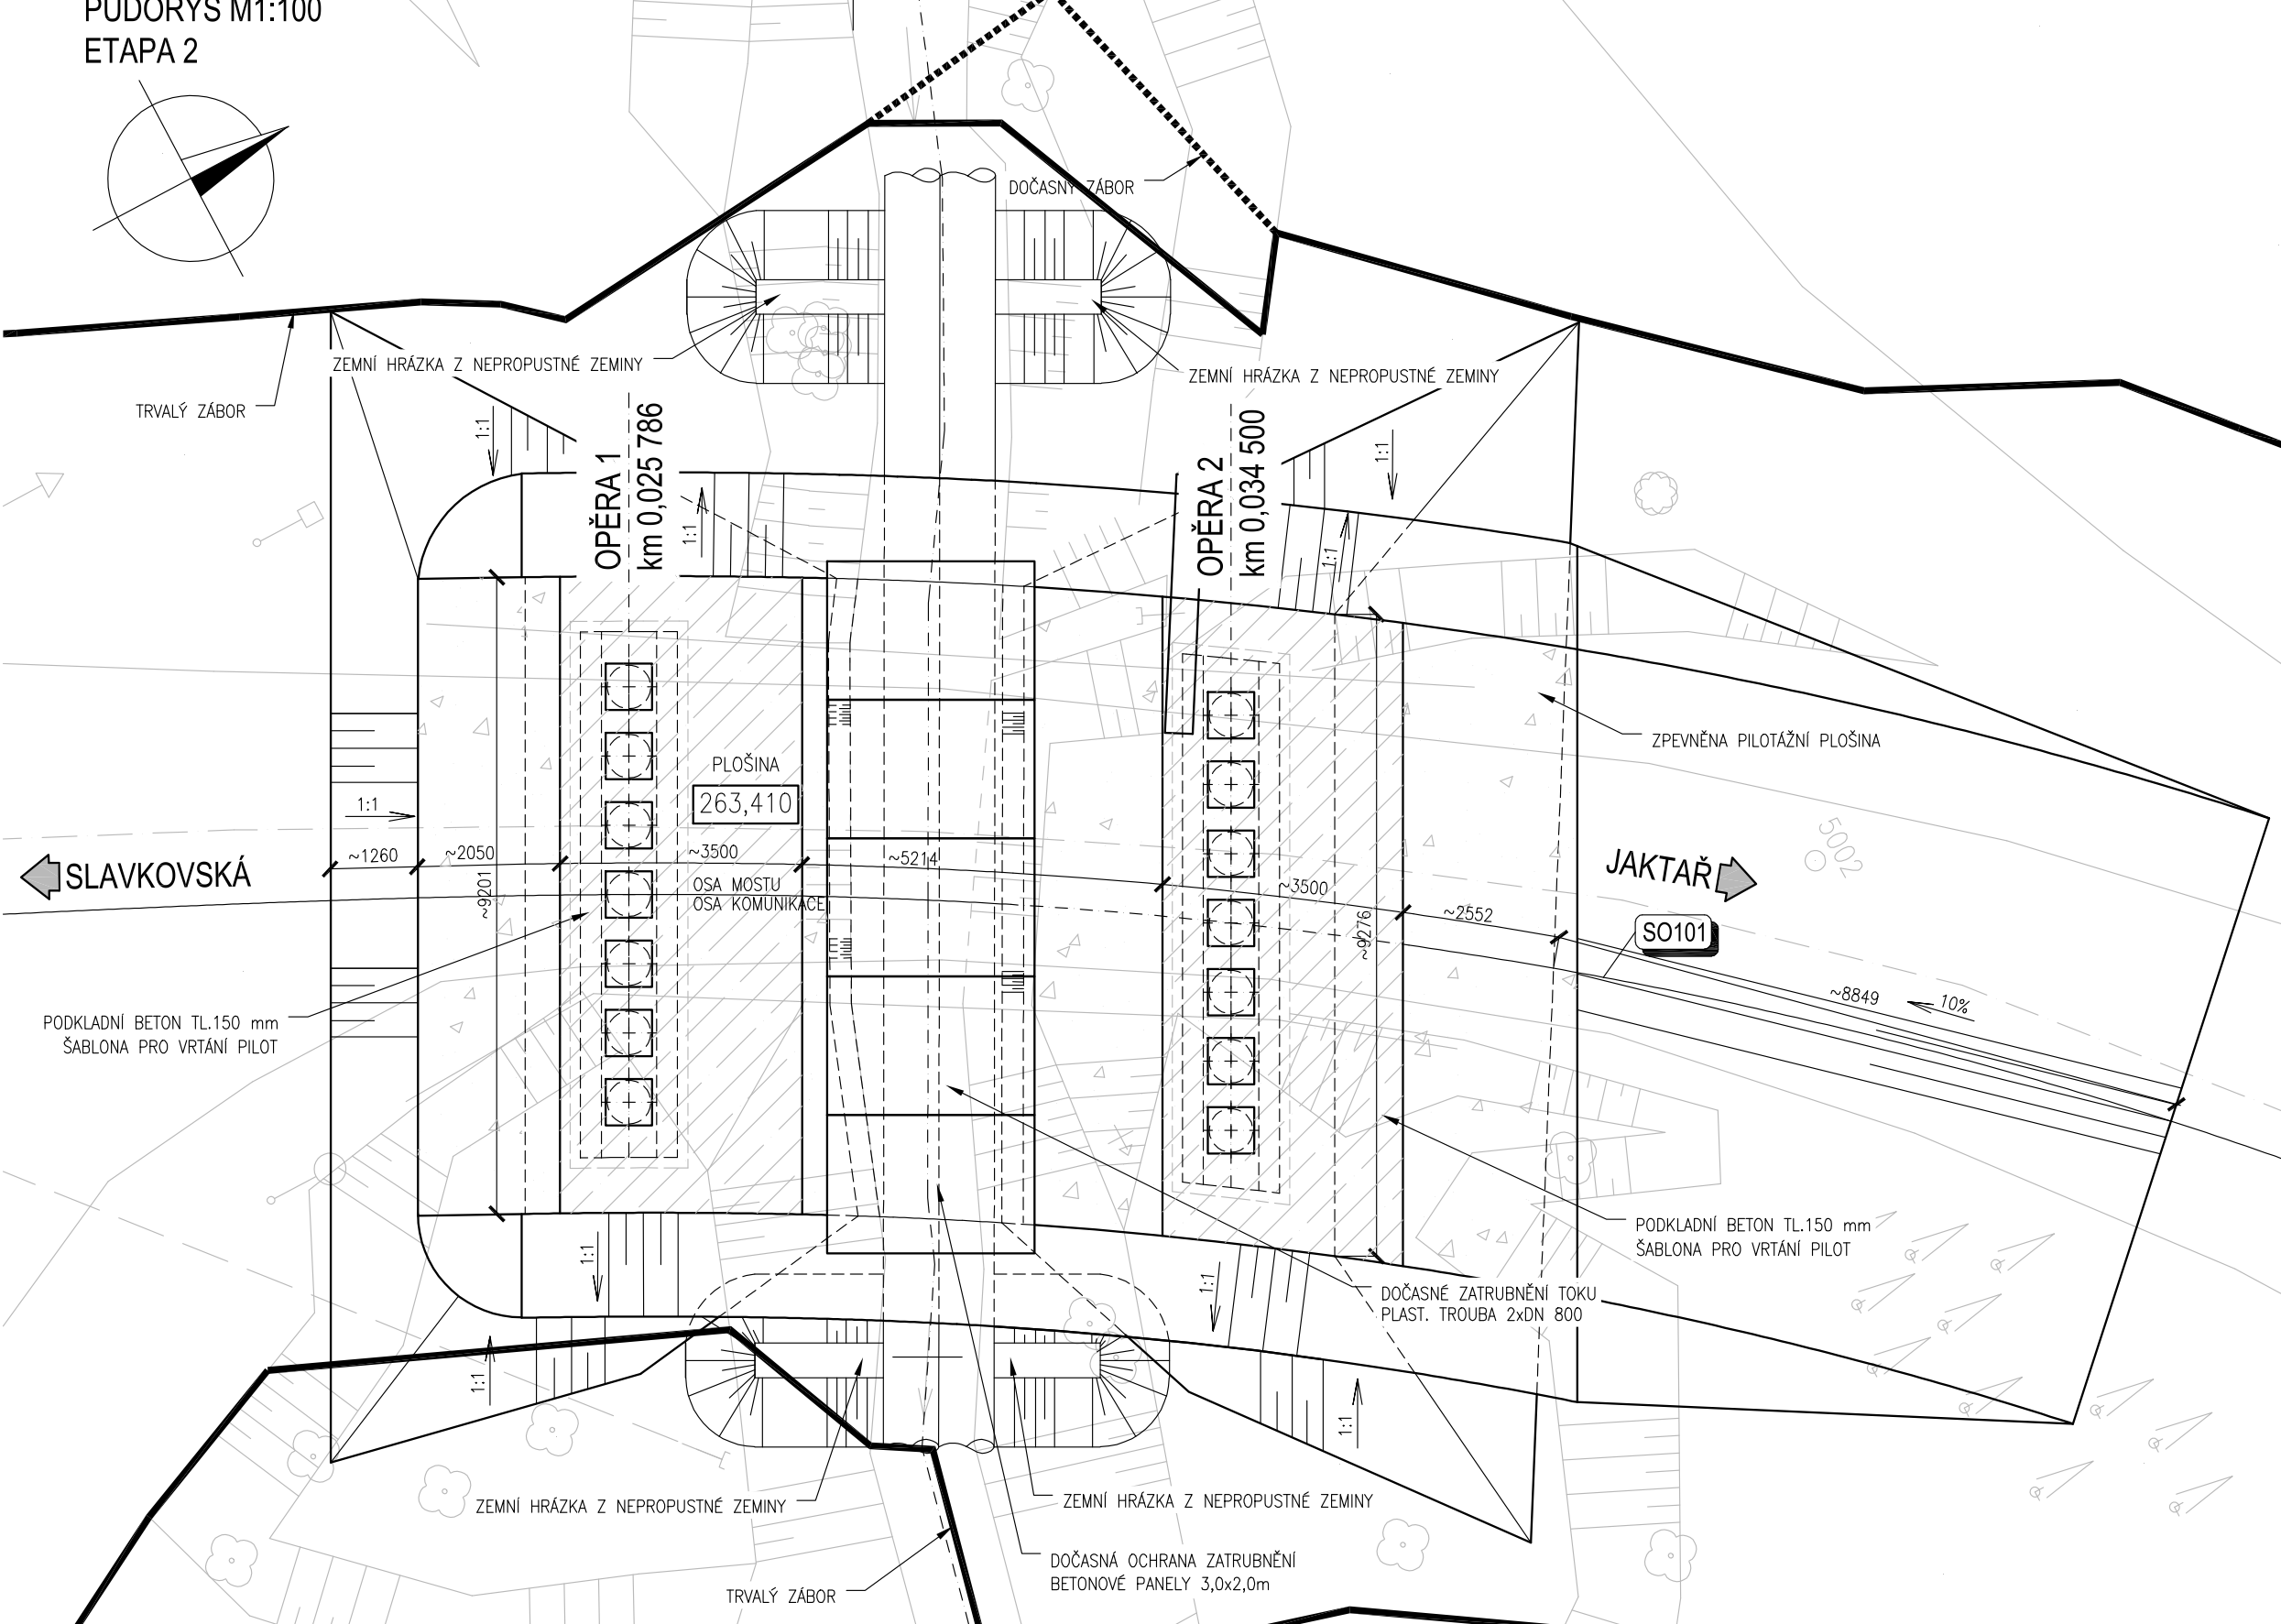 PŮDORYS M1:100
ETAPA 2
DOČASNÝ ZÁBOR
ZEMNÍ HRÁZKA Z NEPROPUSTNÉ ZEMINY
ZEMNÍ HRÁZKA Z NEPROPUSTNÉ ZEMINY
TRVALÝ ZÁBOR
1:1
OPĚRA 1
km 0,025 786
1:1
OPĚRA 2
km 0,034 500
1:1
1:1
ZPEVNĚNA PILOTÁŽNÍ PLOŠINA
PLOŠINA
263,410
1:1
~1260
~2050
~3500
~5214
~3500
~2552
~9201
~9276
SLAVKOVSKÁ
OSA MOSTU
OSA KOMUNIKACE
JAKTAŘ
5002
SO101
~8849
10%
PODKLADNÍ BETON TL.150 mm
ŠABLONA PRO VRTÁNÍ PILOT
PODKLADNÍ BETON TL.150 mm
ŠABLONA PRO VRTÁNÍ PILOT
1:1
1:1
DOČASNÉ ZATRUBNĚNÍ TOKU
PLAST. TROUBA 2xDN 800
1:1
1:1
ZEMNÍ HRÁZKA Z NEPROPUSTNÉ ZEMINY
ZEMNÍ HRÁZKA Z NEPROPUSTNÉ ZEMINY
DOČASNÁ OCHRANA ZATRUBNĚNÍ
BETONOVÉ PANELY 3,0x2,0m
TRVALÝ ZÁBOR